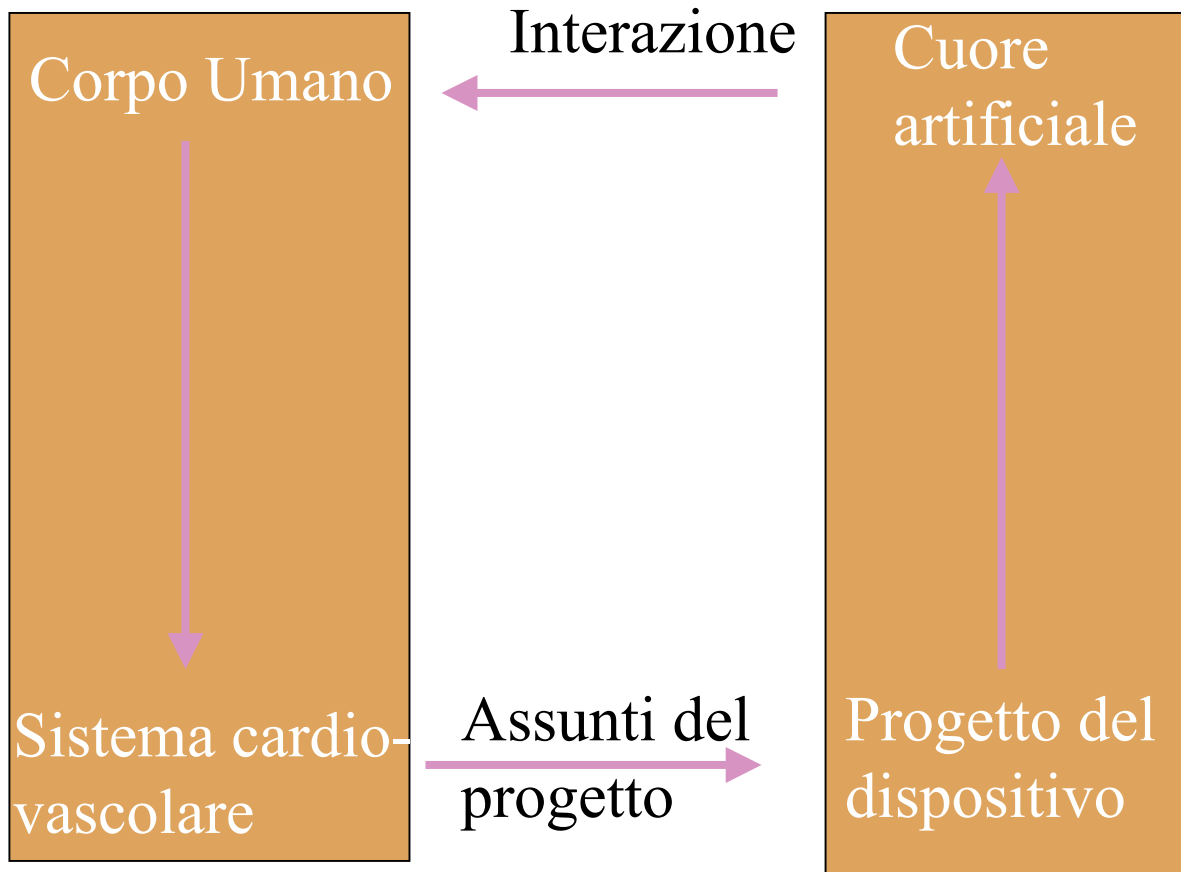 Corpo Umano
Interazione
Cuore
artificiale
Sistema cardio-
vascolare
Assunti del
progetto
Progetto del
dispositivo